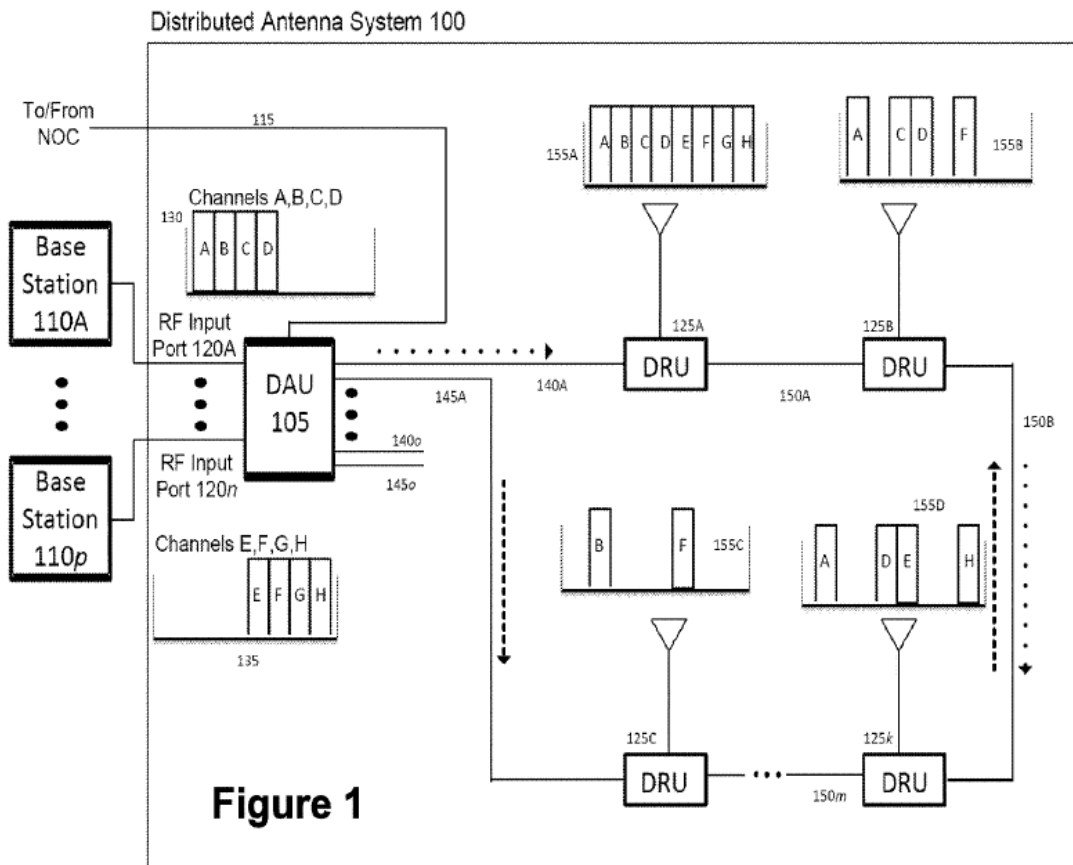 Distributed Antenna System 100
To/From
NOC
115
Channels A,B,C,D
130
A B C D
Base
Station
110A
RF Input
Port 120A
DAU
105
RF Input
Port 120n
Base
Station
110p
Channels E,F,G,H
E F G H
135
155A
A B C D E F G H
A C D F
155B
125A
DRU
125B
DRU
145A
140A
150A
150B
140o
145o
B F
155C
155D
A D E H
125C
DRU
125k
DRU
150m
Figure 1